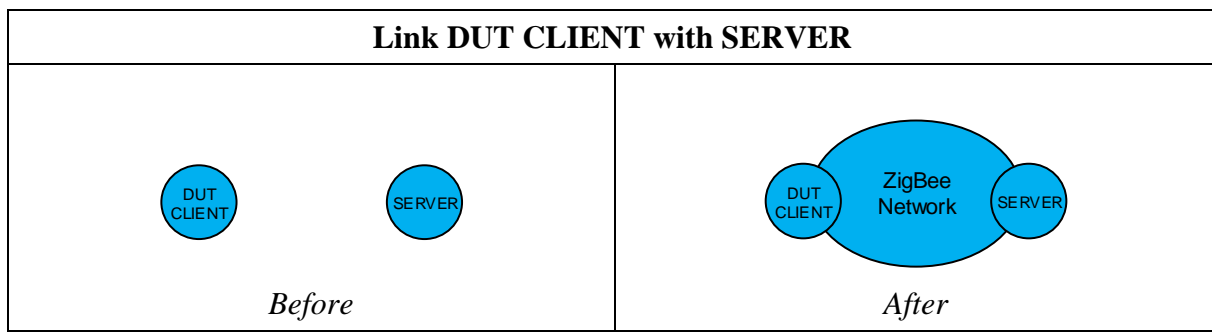 Link DUT CLIENT with SERVER
DUT
CLIENT
SERVER
Before
DUT
CLIENT
ZigBee
Network
SERVER
After